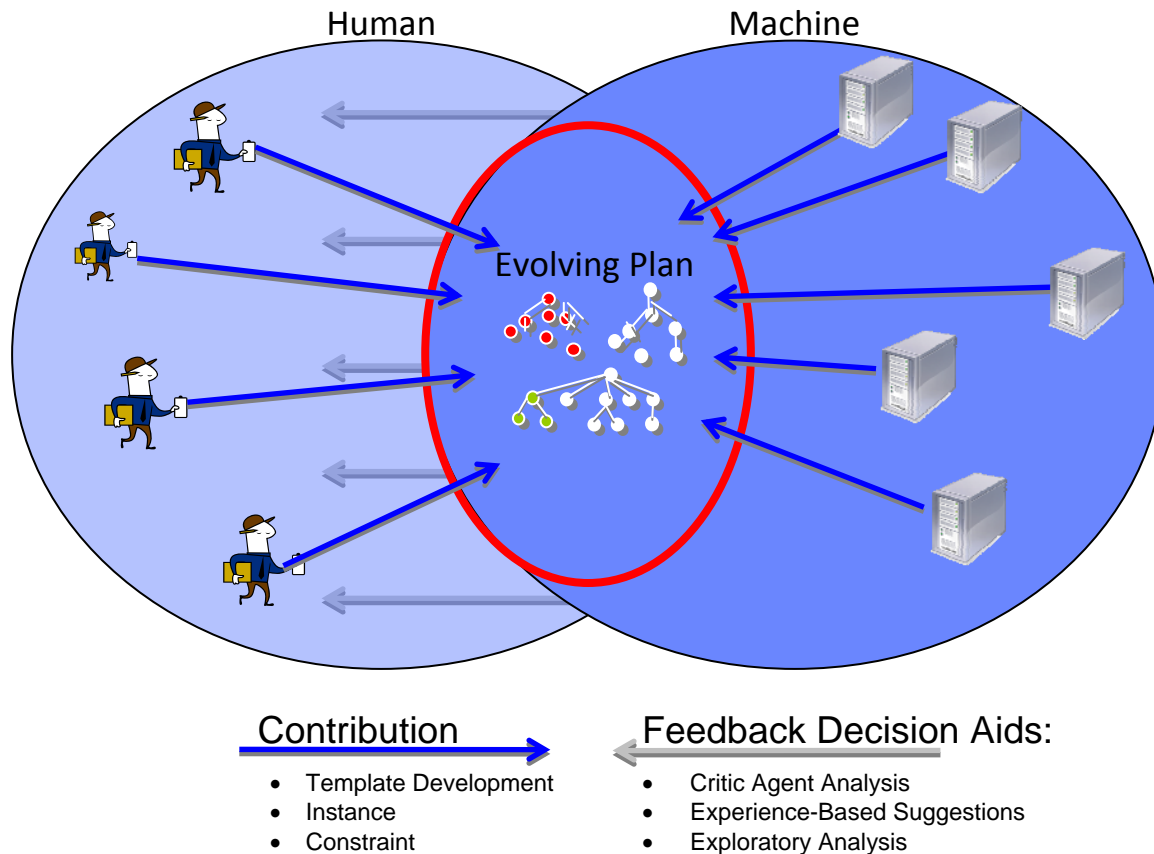 Human
Machine
Evolving Plan
Contribution
• Template Development
• Instance
• Constraint
Feedback Decision Aids:
• Critic Agent Analysis
• Experience-Based Suggestions
• Exploratory Analysis